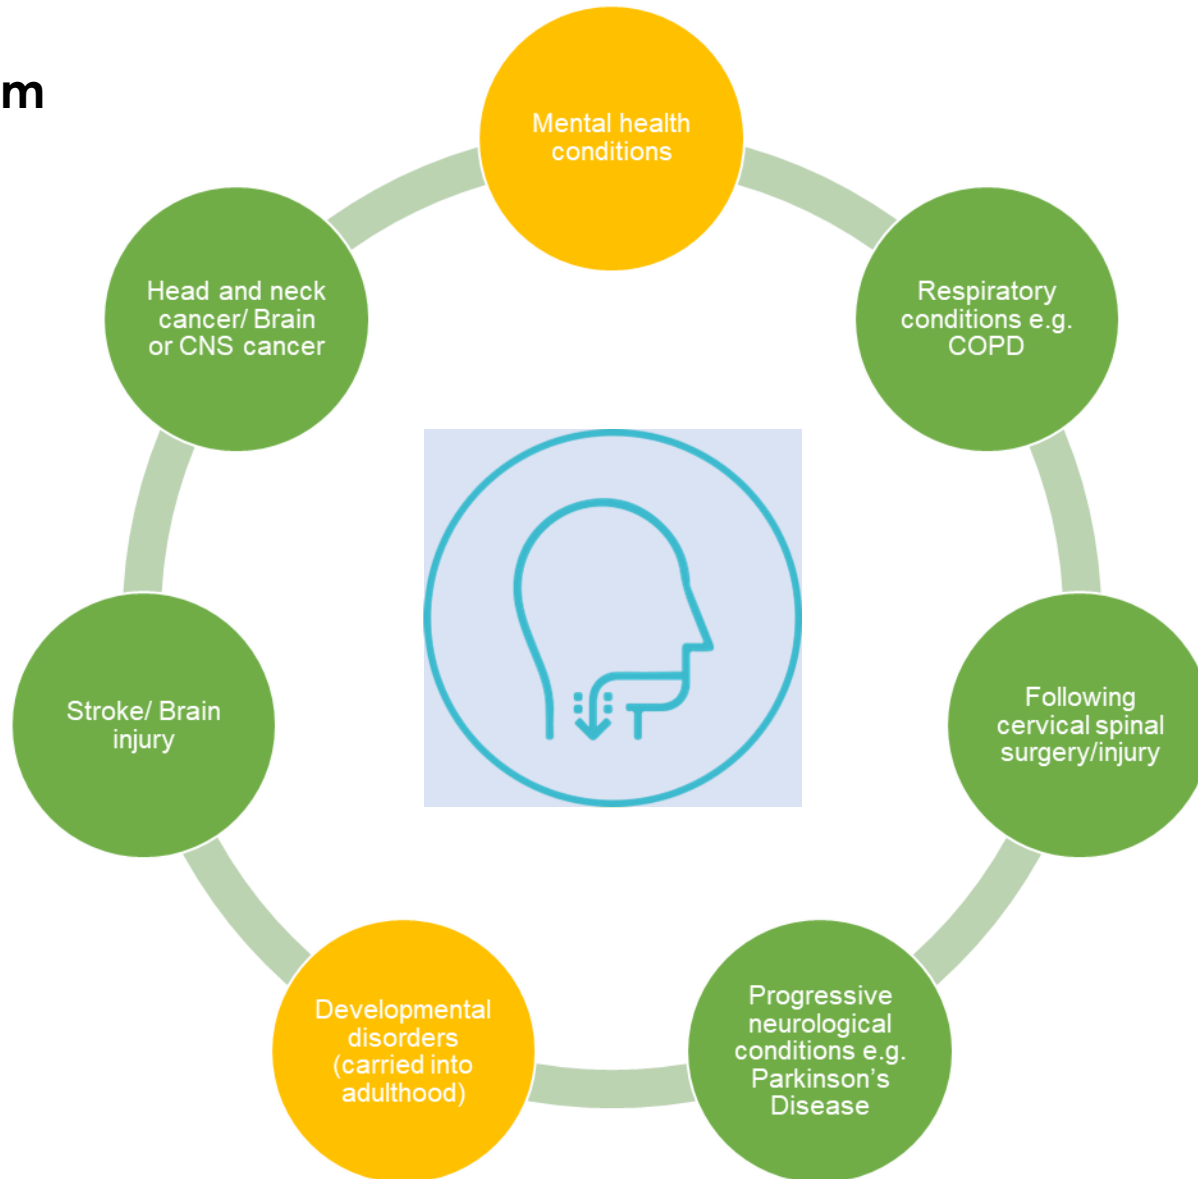 m
Mental health
conditions
Respiratory
conditions e.g.
COPD
Following
cervical spinal
surgery/injury
Progressive
neurological
conditions e.g.
Parkinson’s
Disease
Developmental
disorders
(carried into
adulthood)
Stroke/ Brain
injury
Head and neck
cancer/ Brain
or CNS cancer